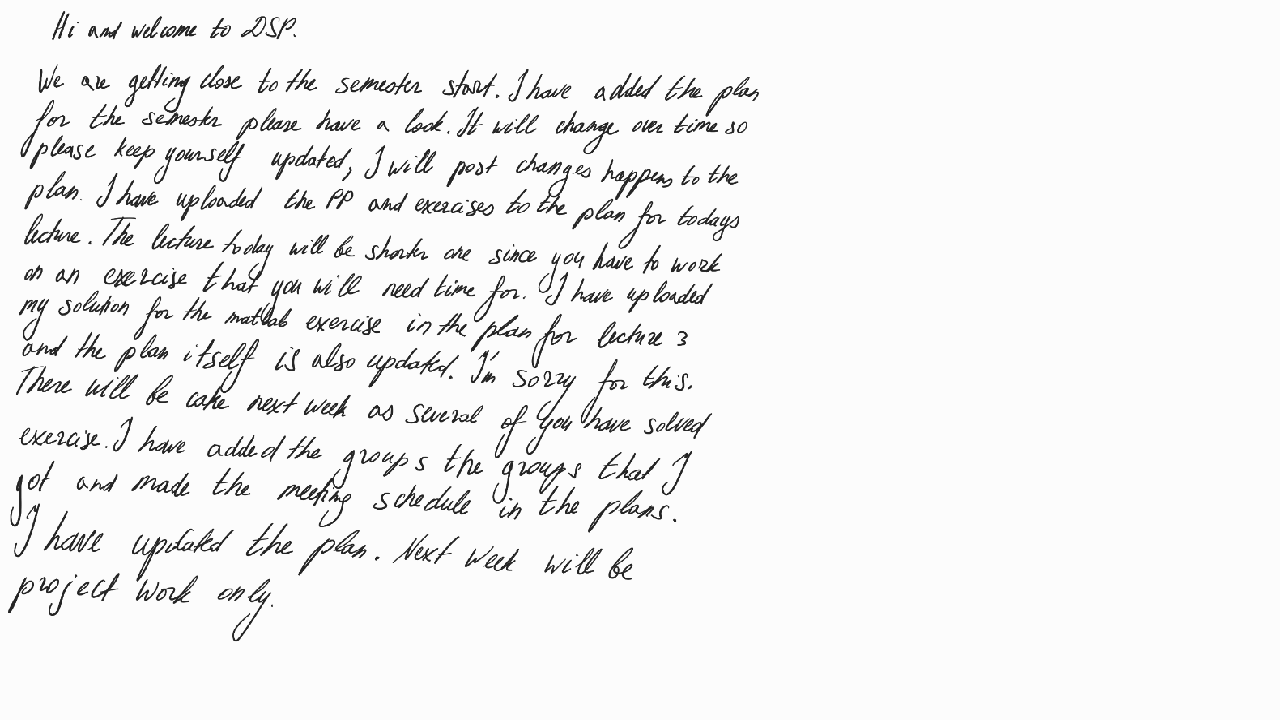 Hi and welcome to DSP.
We are getting close to the semester start. I have added the plan
for the semester please have a look. It will change over time so
please keep yourself updated, I will post changes happens to the
plan. I have uploaded the PP and exercises to the plan for todays
lecture. The lecture today will be shorter one since you have to work
on an exercise that you will need time for. I have uploaded
my solution for the matlab exercise in the plan for lecture 3
and the plan itself is also updated. I'm sorry for this.
There will be cake next week as several of you have solved
exercise. I have added the groups the groups that I
got and made the meeting schedule in the plans.
I have updated the plan. Next week will be
project work only.